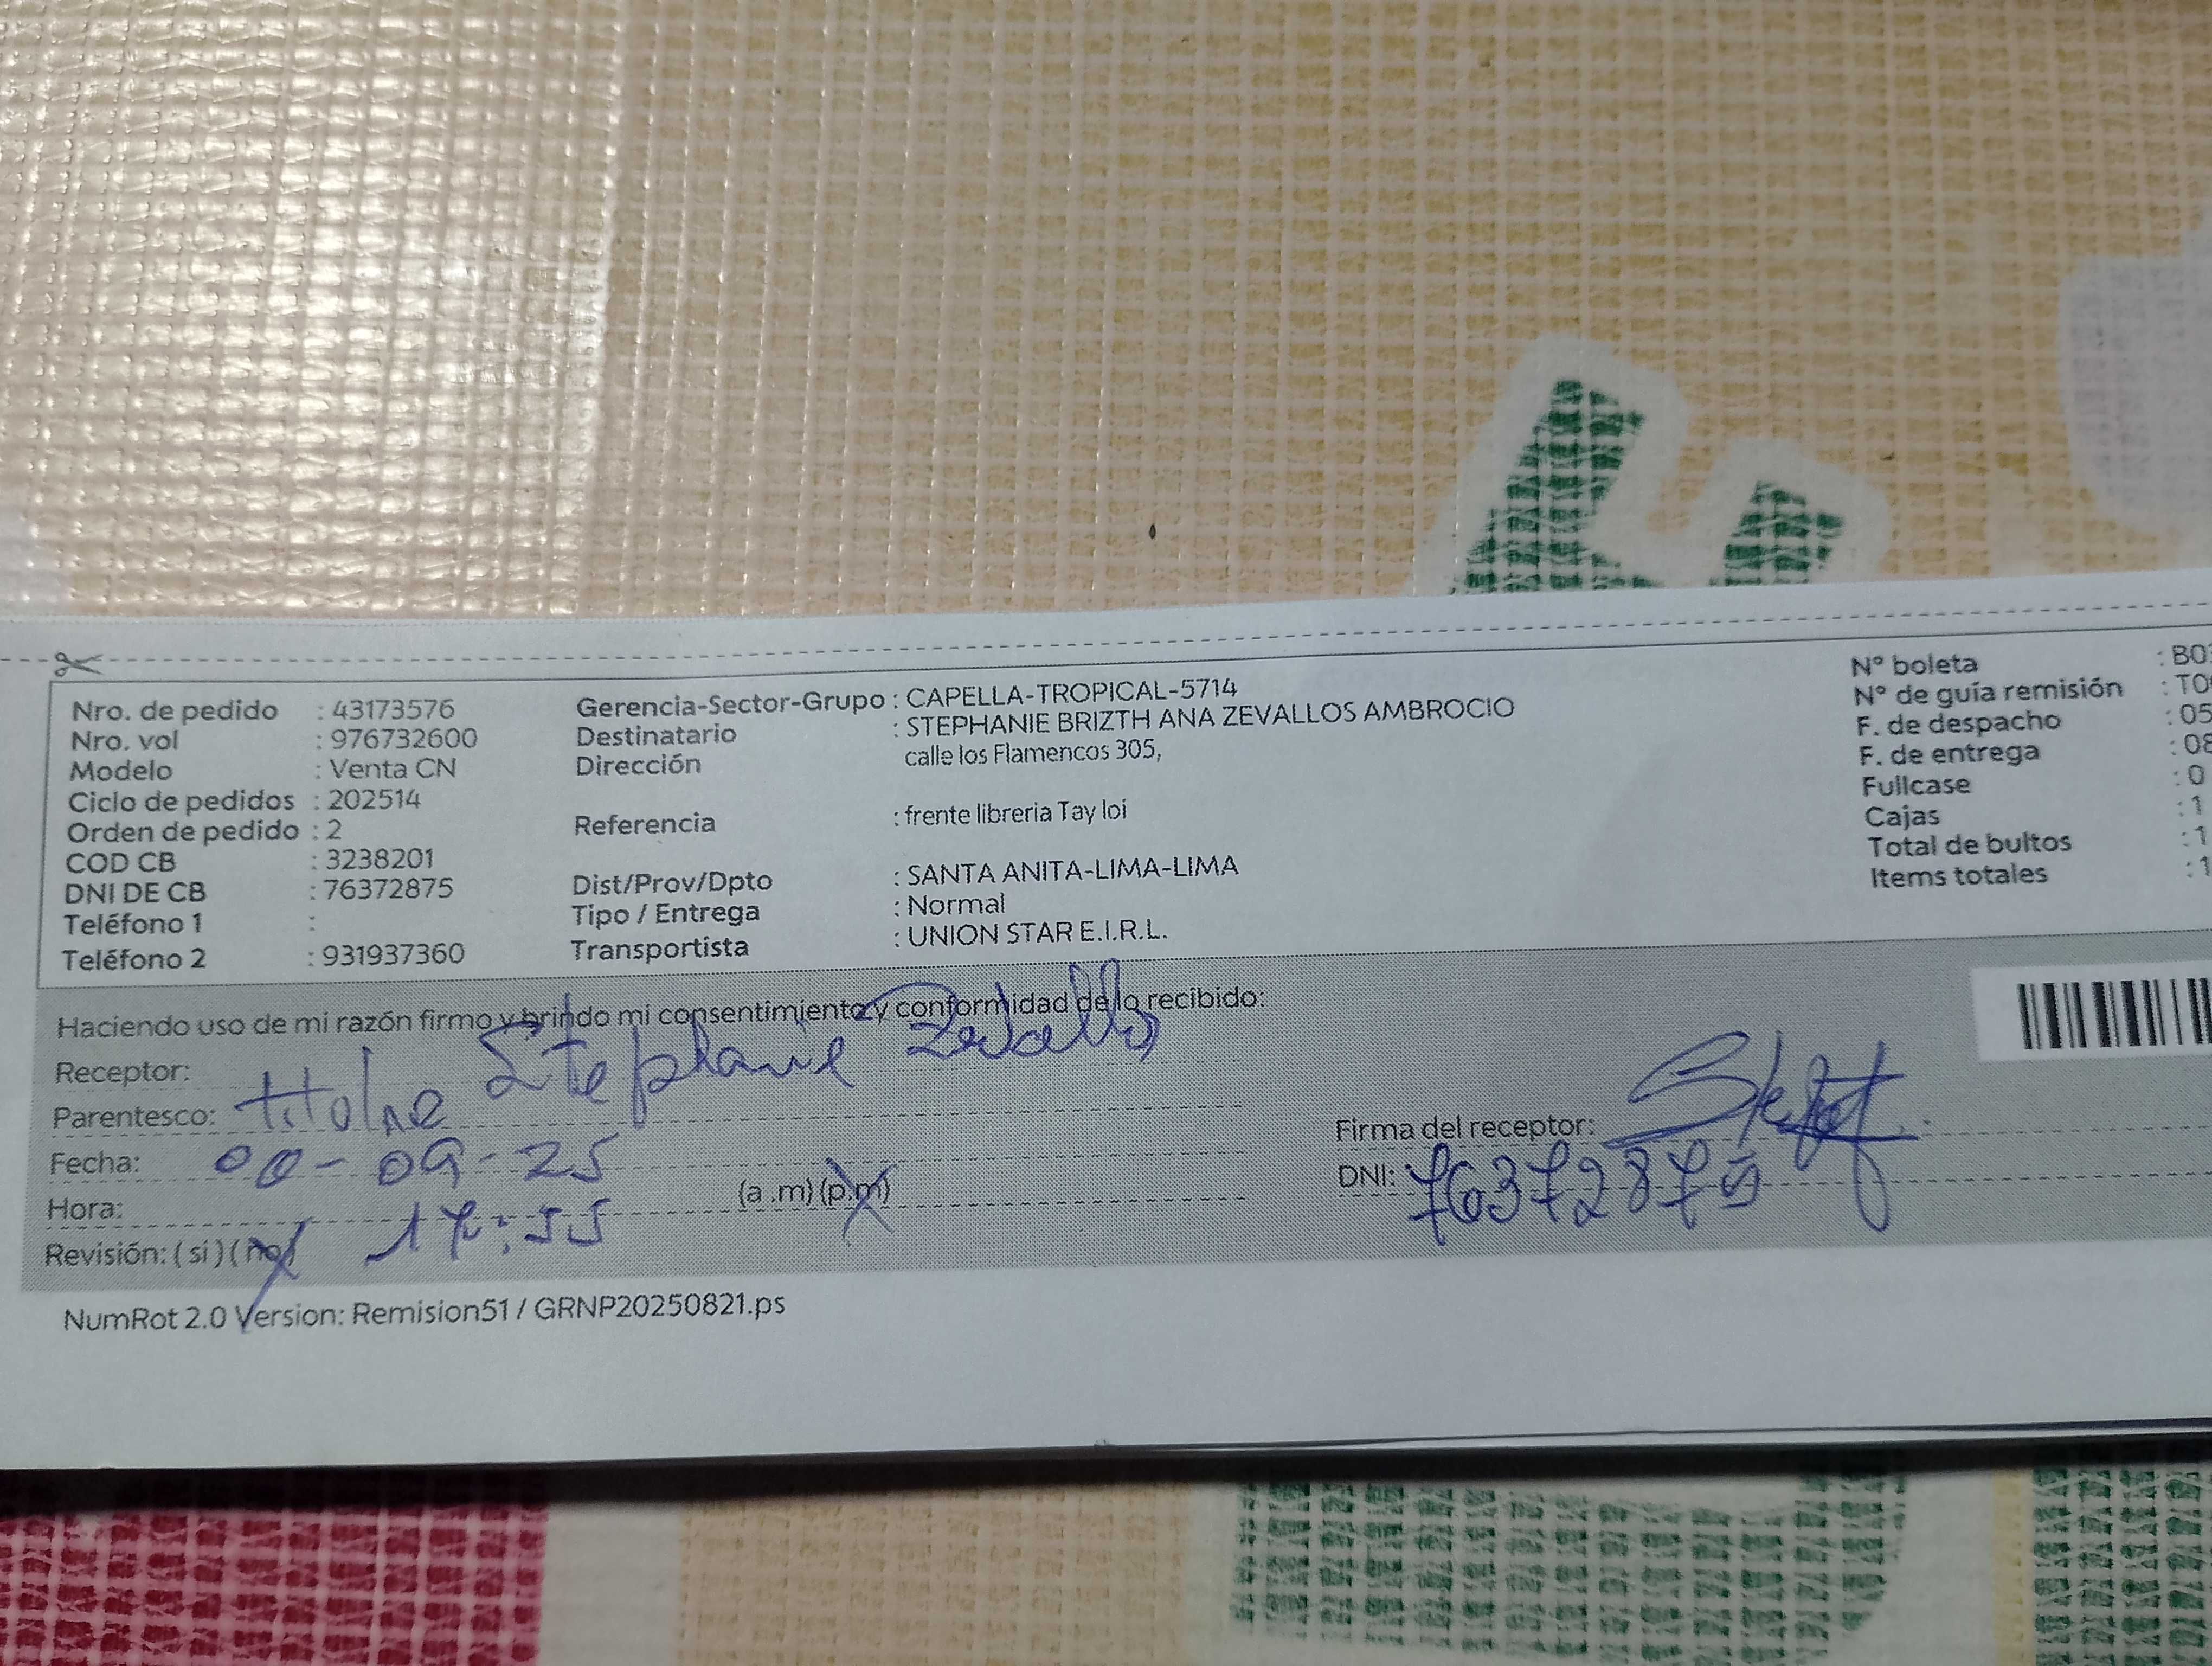 Nro. de pedido : 43173576
Nro. vol : 976732600
Modelo : Venta CN
Ciclo de pedidos : 202514
Orden de pedido : 2
COD CB : 3238201
DNI DE CB : 76372875
Teléfono 1 :
Teléfono 2 : 931937360
Gerencia-Sector-Grupo : CAPELLA-TROPICAL-5714
Destinatario : STEPHANIE BRIZTH ANA ZEVALLOS AMBROCIO
Dirección calle los Flamencos 305,
Referencia : frente libreria Tay loi
Dist/Prov/Dpto : SANTA ANITA-LIMA-LIMA
Tipo / Entrega : Normal
Transportista : UNION STAR E.I.R.L.
N° boleta : B0
N° de guía remisión : T0
F. de despacho : 05
F. de entrega : 08
Fullcase : 0
Cajas : 1
Total de bultos : 1
Items totales : 1
Haciendo uso de mi razón firmo y brindo mi consentimiento y conformidad de lo recibido:
Receptor: Stephanie Zevallos
Parentesco:
Fecha: -09-25
Hora: 17:55 (a .m) (p.m)
Revisión: ( si ) ( no )
Firma del receptor:
DNI: 76372875
NumRot 2.0 Version: Remision51 / GRNP20250821.ps